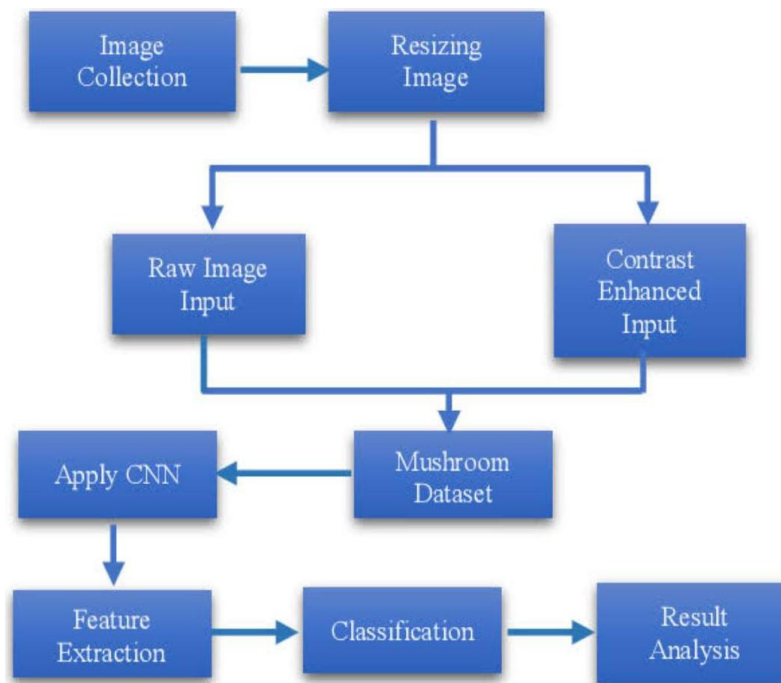 Image
Collection
Resizing
Image
Raw Image
Input
Contrast
Enhanced
Input
Mushroom
Dataset
Apply CNN
Feature
Extraction
Classification
Result
Analysis